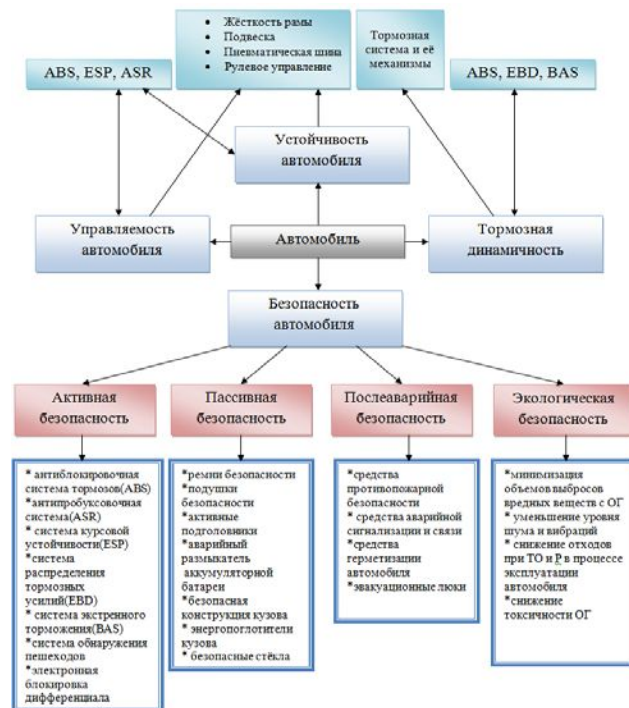 • Жёсткость рамы
• Подвеска
• Пневматическая шина
• Рулевое управление
Тормозная
система и её
механизмы
ABS, ESP, ASR
ABS, EBD, BAS
Устойчивость
автомобиля
Управляемость
автомобиля
Автомобиль
Тормозная
динамичность
Безопасность
автомобиля
Активная
безопасность
Пассивная
безопасность
Послеаварийная
безопасность
Экологическая
безопасность
* антиблокировочная
система тормозов(ABS)
*антипробуксовочная
система(ASR)
* система курсовой
устойчивости(ESP)
*система
распределения
тормозных
усилий(EBD)
* система экстренного
торможения(BAS)
*система обнаружения
пешеходов
*электронная
блокировка
дифференциала
*ремни безопасности
*подушки
безопасности
*активные
подголовники
*аварийный
размыкатель
аккумуляторной
батареи
*безопасная
конструкция кузова
* энергопоглотители
кузова
* безопасные стёкла
*средства
противопожарной
безопасности
* средства аварийной
сигнализации и связи
*средства
герметизации
автомобиля
*эвакуационные люки
*минимизация
объемов выбросов
вредных веществ с ОГ
* уменьшение уровня
шума и вибраций
* снижение отходов
при ТО и Р в процессе
эксплуатации
автомобиля
*снижение
токсичности ОГ